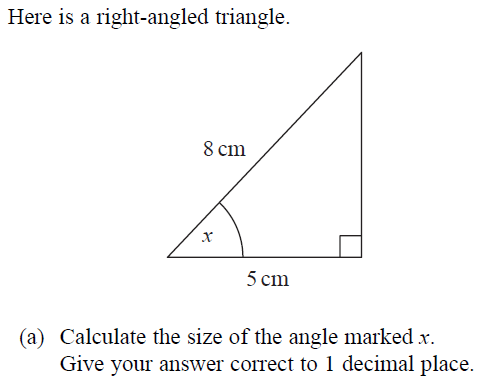 Here is a right-angled triangle.
8 cm
x
5 cm
(a) Calculate the size of the angle marked x.
Give your answer correct to 1 decimal place.